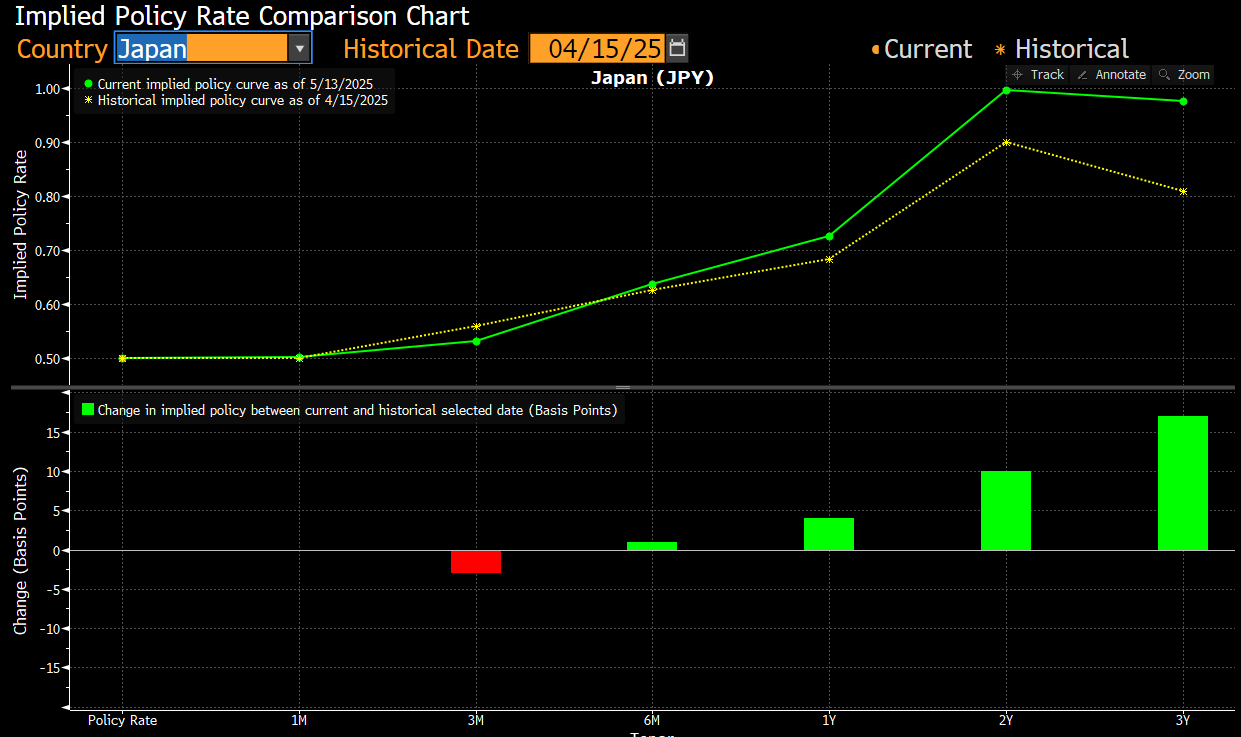 Implied Policy Rate Comparison Chart
Country Japan Historical Date 04/15/25 Current Historical
Japan (JPY)
Track Annotate Zoom
Current implied policy curve as of 5/13/2025
Historical implied policy curve as of 4/15/2025
Implied Policy Rate
1.00
0.90
0.80
0.70
0.60
0.50
Change in implied policy between current and historical selected date (Basis Points)
Change (Basis Points)
15
10
5
0
-5
-10
-15
Policy Rate 1M 3M 6M 1Y 2Y 3Y